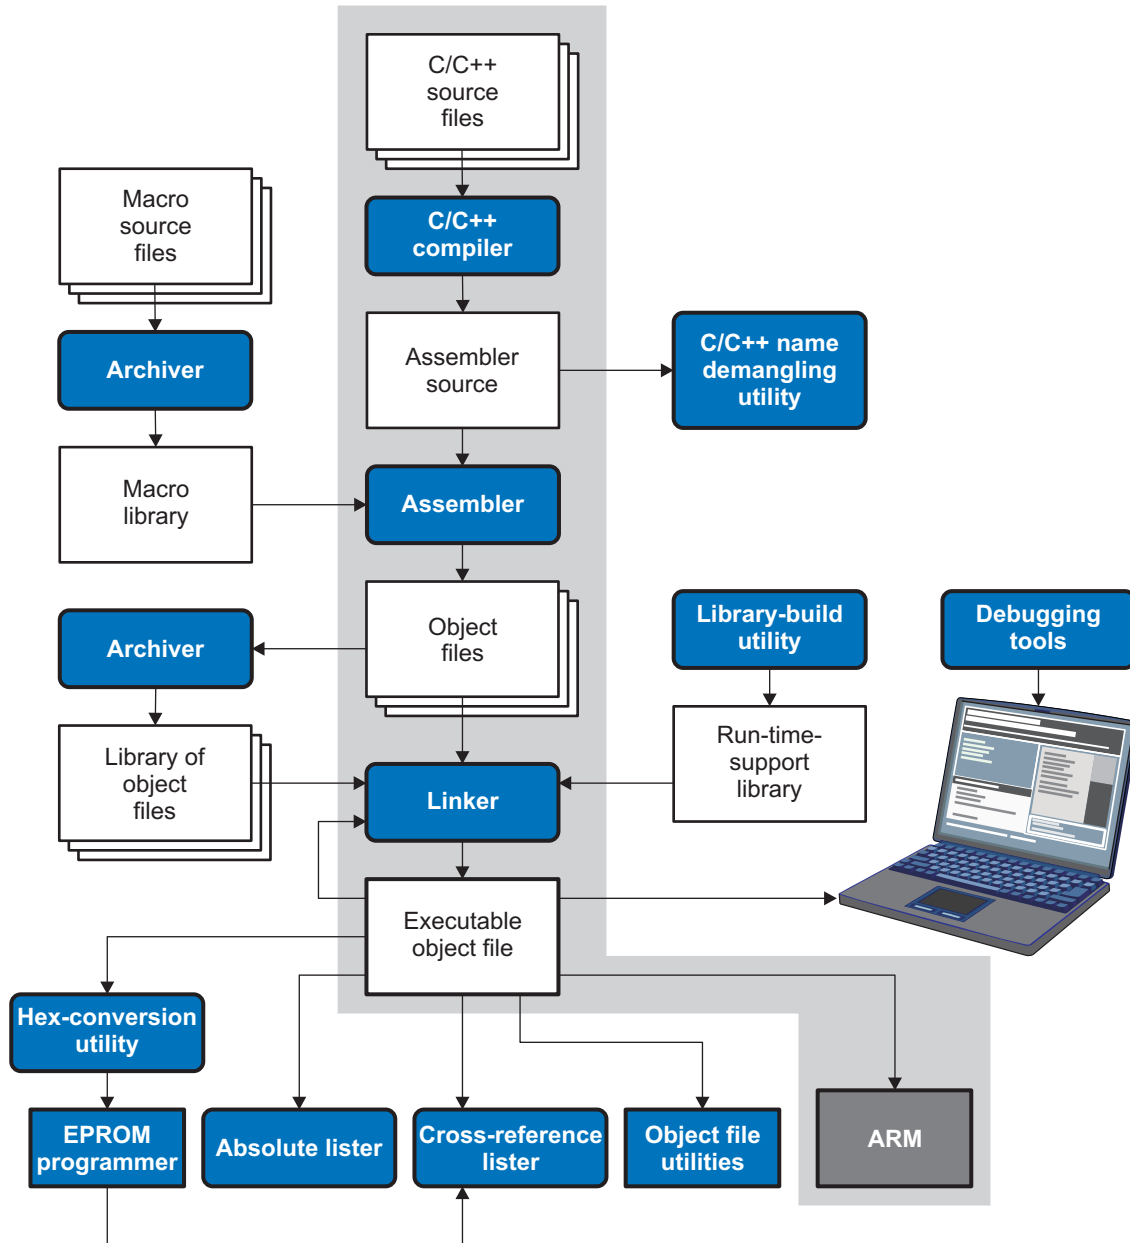 C/C++
source
files
Macro
source
files
C/C++
compiler
Archiver
Assembler
source
C/C++ name
demangling
utility
Macro
library
Assembler
Object
files
Archiver
Library-build
utility
Debugging
tools
Library of
object
files
Linker
Run-time-
support
library
Executable
object file
Hex-conversion
utility
EPROM
programmer
Absolute lister
Cross-reference
lister
Object file
utilities
ARM